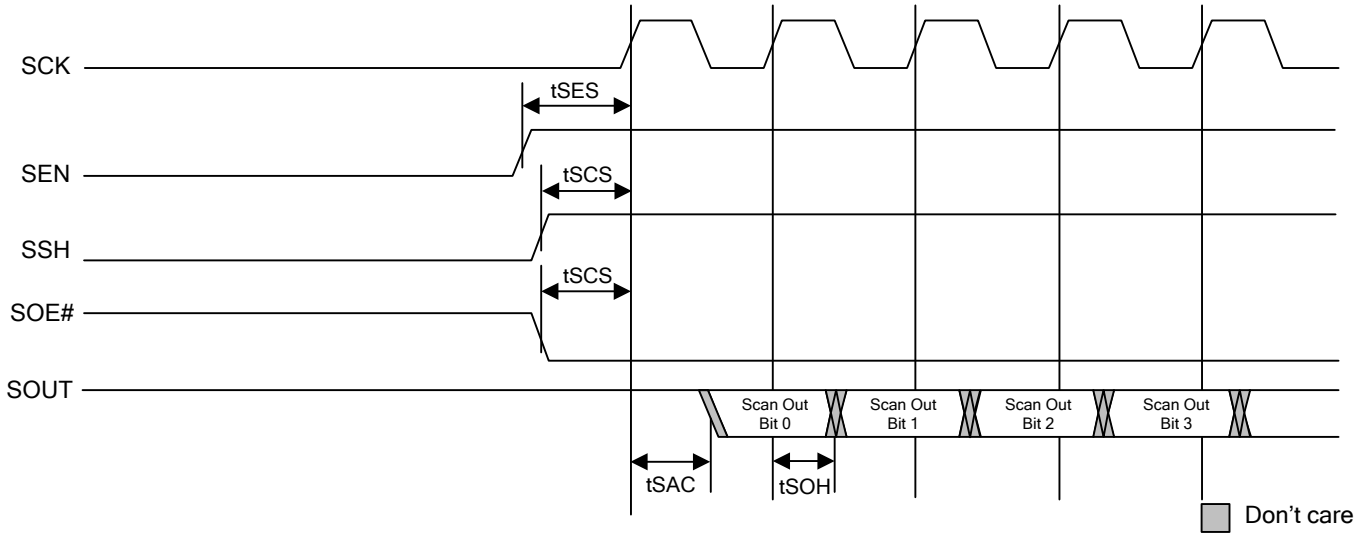 SCK
tSES
SEN
tSCS
SSH
tSCS
SOE#
SOUT
Scan Out
Bit 0
Scan Out
Bit 1
Scan Out
Bit 2
Scan Out
Bit 3
tSAC
tSOH
Don't care